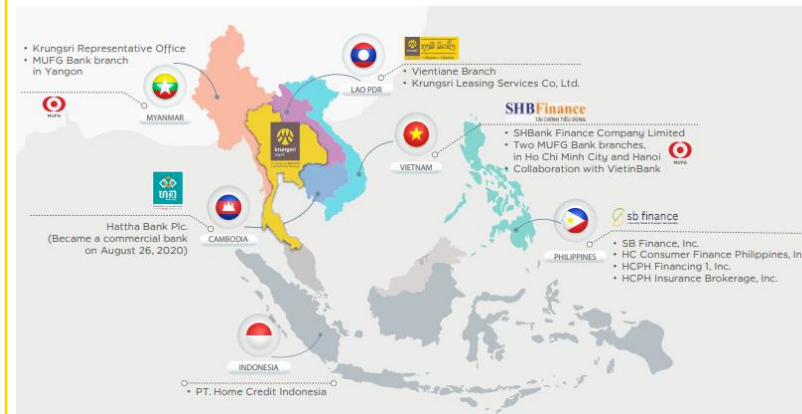 • Krungsri Representative Office
• MUFG Bank branch
in Yangon
MUFG
MYANMAR
LAO PDR
• Vientiane Branch
• Krungsri Leasing Services Co, Ltd.
krungsri
SHBFinance
TÀI CHÍNH TIÊU DÙNG
VIETNAM
• SHBank Finance Company Limited
• Two MUFG Bank branches,
in Ho Chi Minh City and Hanoi
• Collaboration with VietinBank
MUFG
Hattha Bank Plc.
(Became a commercial bank
on August 26, 2020)
CAMBODIA
sb finance
PHILIPPINES
• SB Finance, Inc.
• HC Consumer Finance Philippines, In
• HCPH Financing 1, Inc.
• HCPH Insurance Brokerage, Inc.
INDONESIA
• PT. Home Credit Indonesia